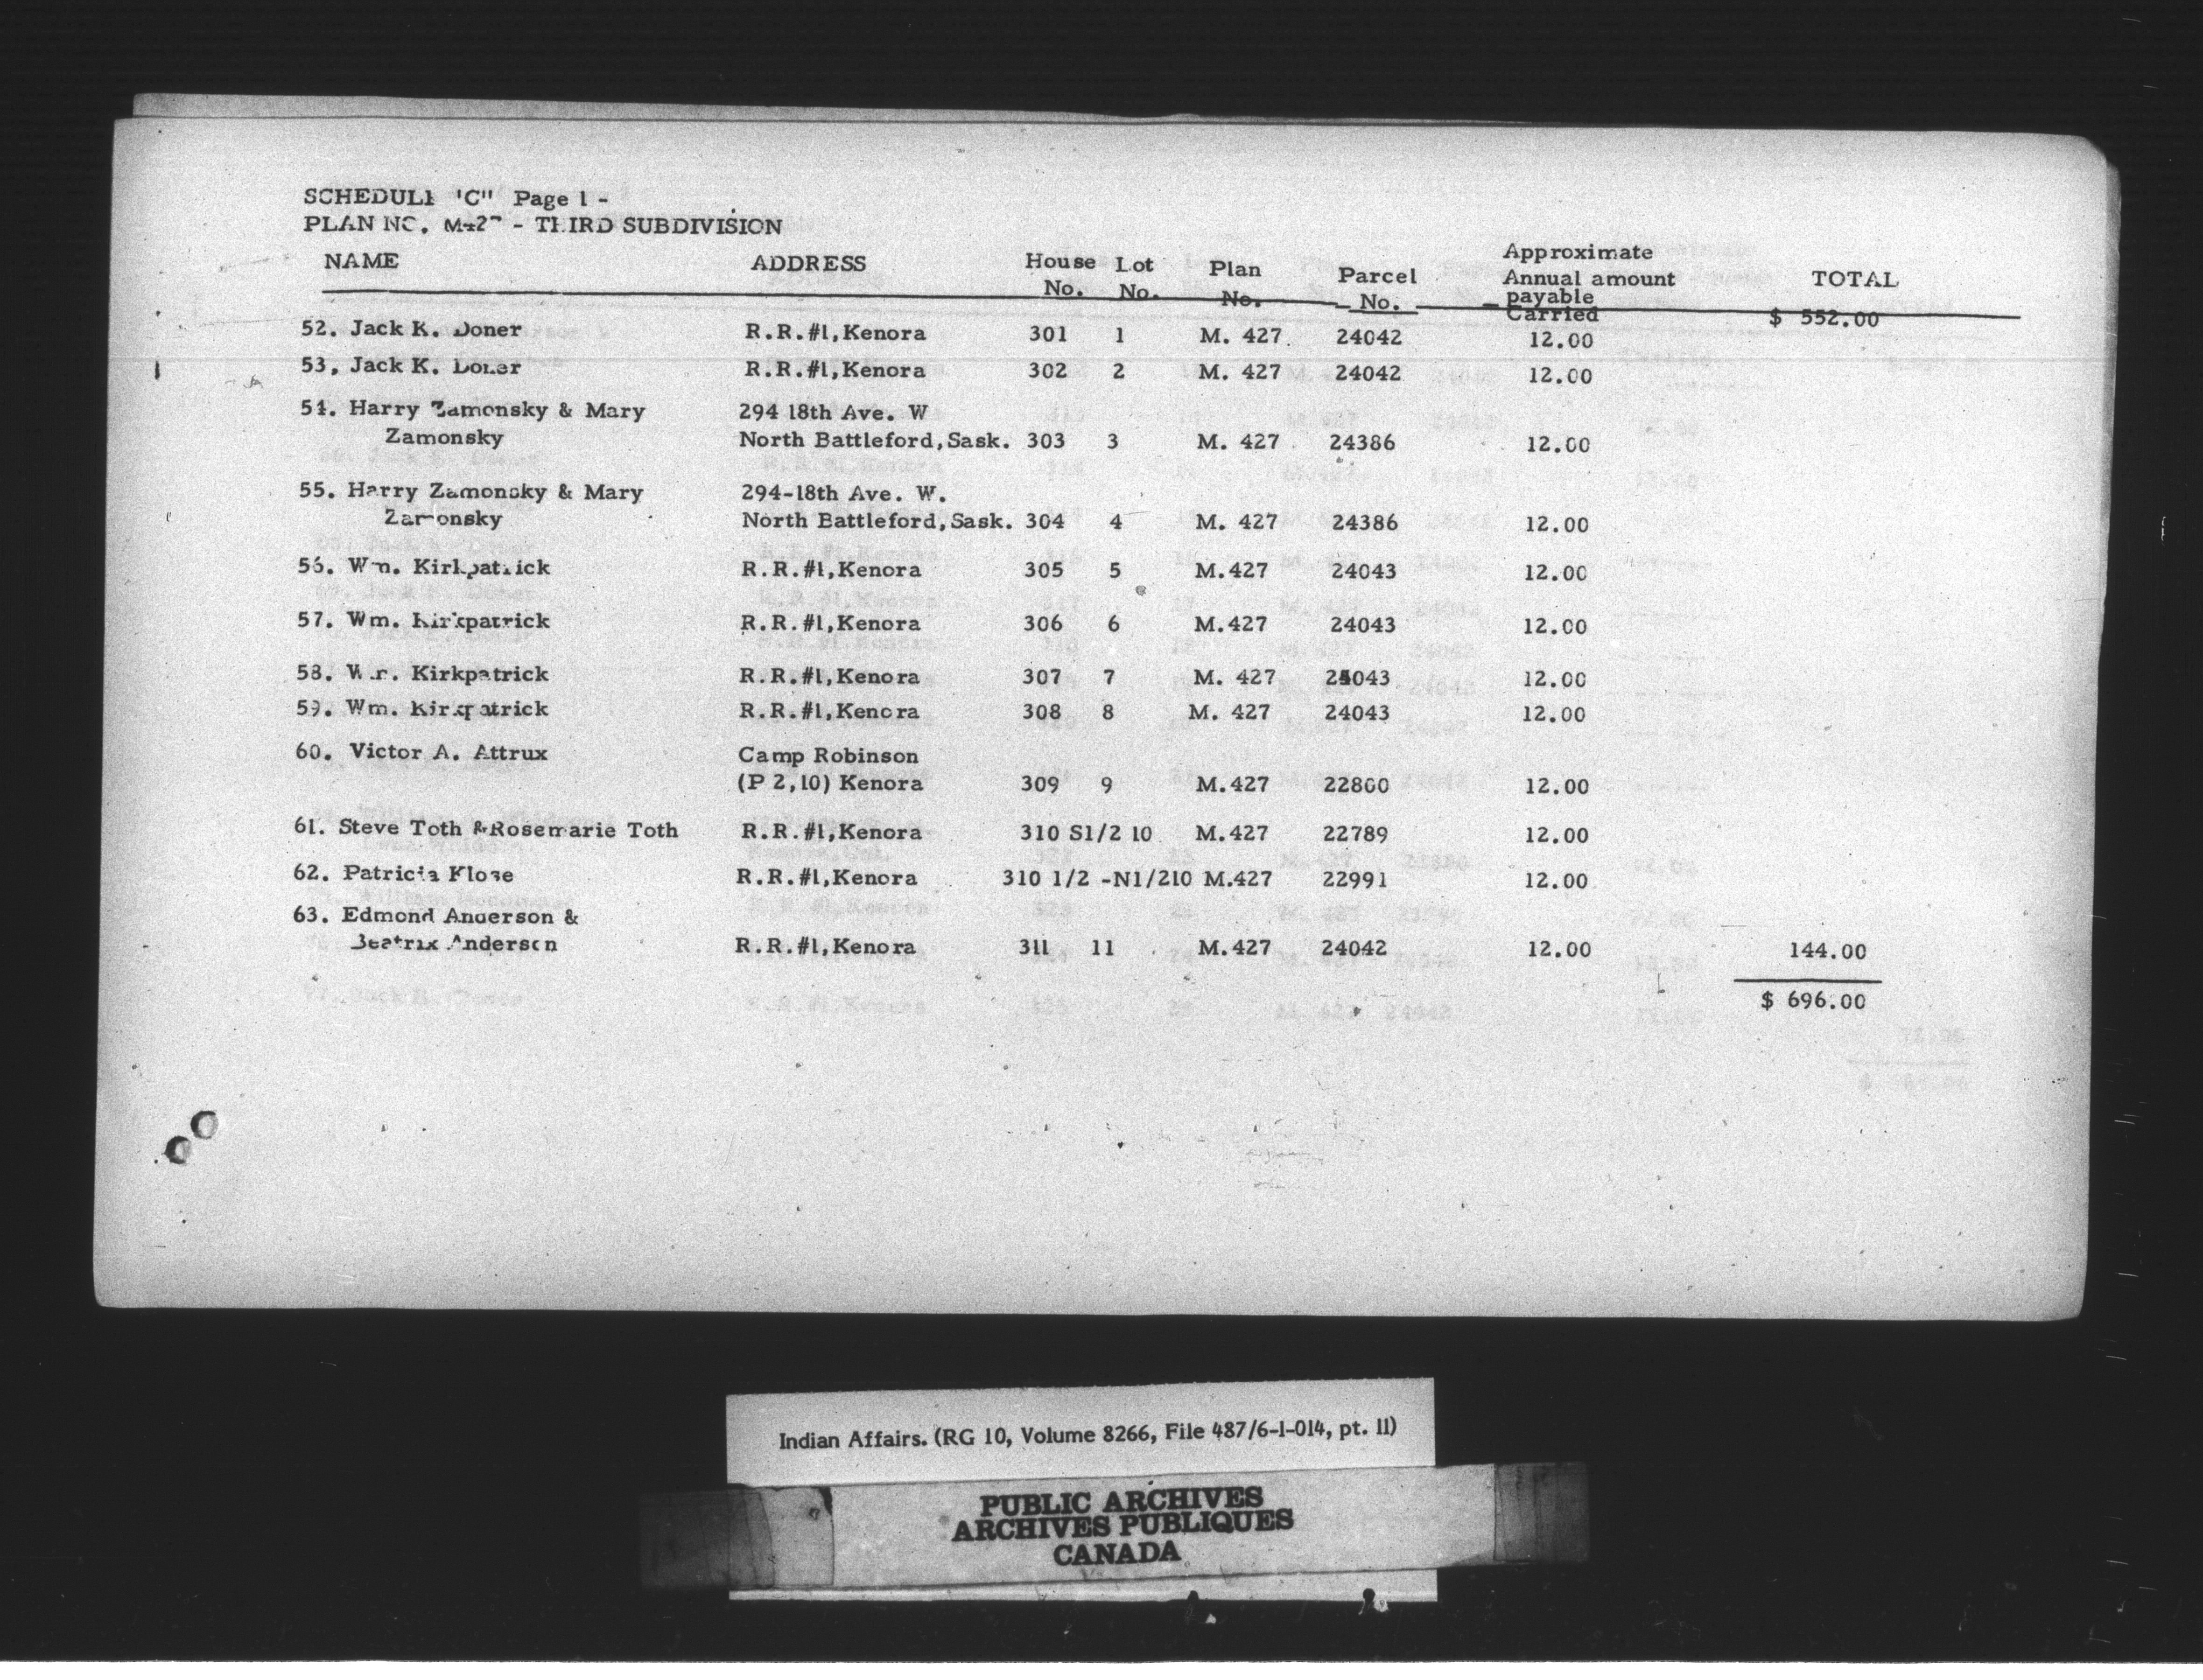 SCHEDULE "C" Page 1 -
PLAN NO. M427 - THIRD SUBDIVISION
NAME ADDRESS House No. Lot No. Plan No. Parcel No. Approximate Annual amount payable TOTAL
Carried $ 552.00
52. Jack K. Doner R.R.#1,Kenora 301 1 M. 427 24042 12.00
53. Jack K. Doner R.R.#1,Kenora 302 2 M. 427 24042 12.00
54. Harry Zamonsky & Mary 294 18th Ave. W
Zamonsky North Battleford,Sask. 303 3 M. 427 24386 12.00
55. Harry Zamonsky & Mary 294-18th Ave. W.
Zamonsky North Battleford,Sask. 304 4 M. 427 24386 12.00
56. Wm. Kirkpatrick R.R.#1,Kenora 305 5 M.427 24043 12.00
57. Wm. Kirkpatrick R.R.#1,Kenora 306 6 M.427 24043 12.00
58. Wm. Kirkpatrick R.R.#1,Kenora 307 7 M. 427 24043 12.00
59. Wm. Kirkpatrick R.R.#1,Kenora 308 8 M. 427 24043 12.00
60. Victor A. Attrux Camp Robinson
(P 2,10) Kenora 309 9 M.427 22800 12.00
61. Steve Toth &Rosemarie Toth R.R.#1,Kenora 310 S1/2 10 M.427 22789 12.00
62. Patricia Klose R.R.#1,Kenora 310 1/2 -N1/210 M.427 22991 12.00
63. Edmond Anderson &
Beatrix Anderson R.R.#1,Kenora 311 11 M.427 24042 12.00 144.00
$ 696.00
Indian Affairs. (RG 10, Volume 8266, File 487/6-1-014, pt. 11)
PUBLIC ARCHIVES
ARCHIVES PUBLIQUES
CANADA